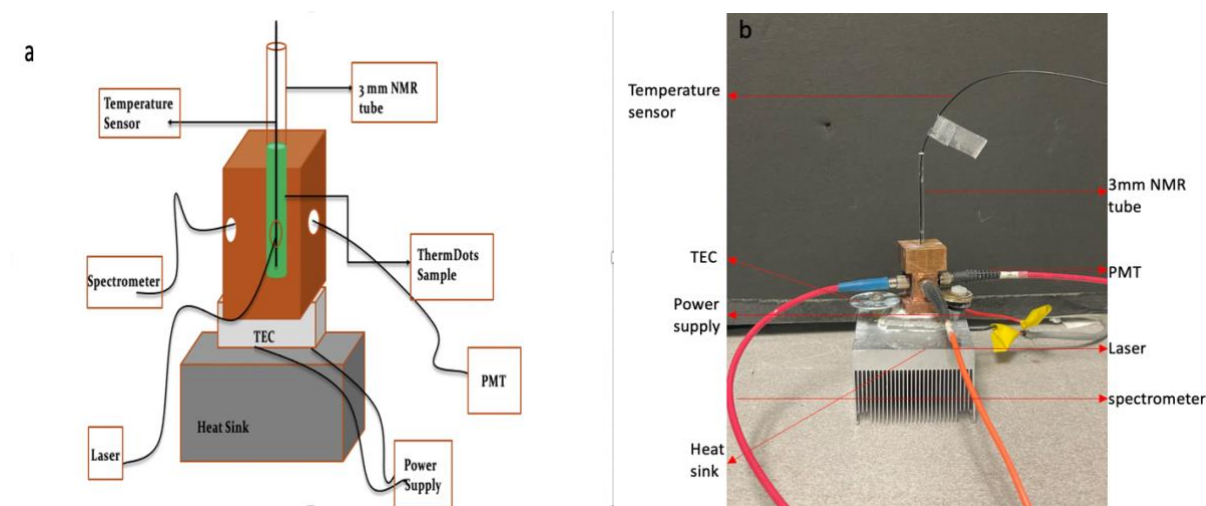 a
Temperature
Sensor
3 mm NMR
tube
Spectrometer
ThermDots
Sample
TEC
PMT
Heat Sink
Laser
Power
Supply
b
Temperature
sensor
3mm NMR
tube
TEC
PMT
Power
supply
Laser
spectrometer
Heat
sink